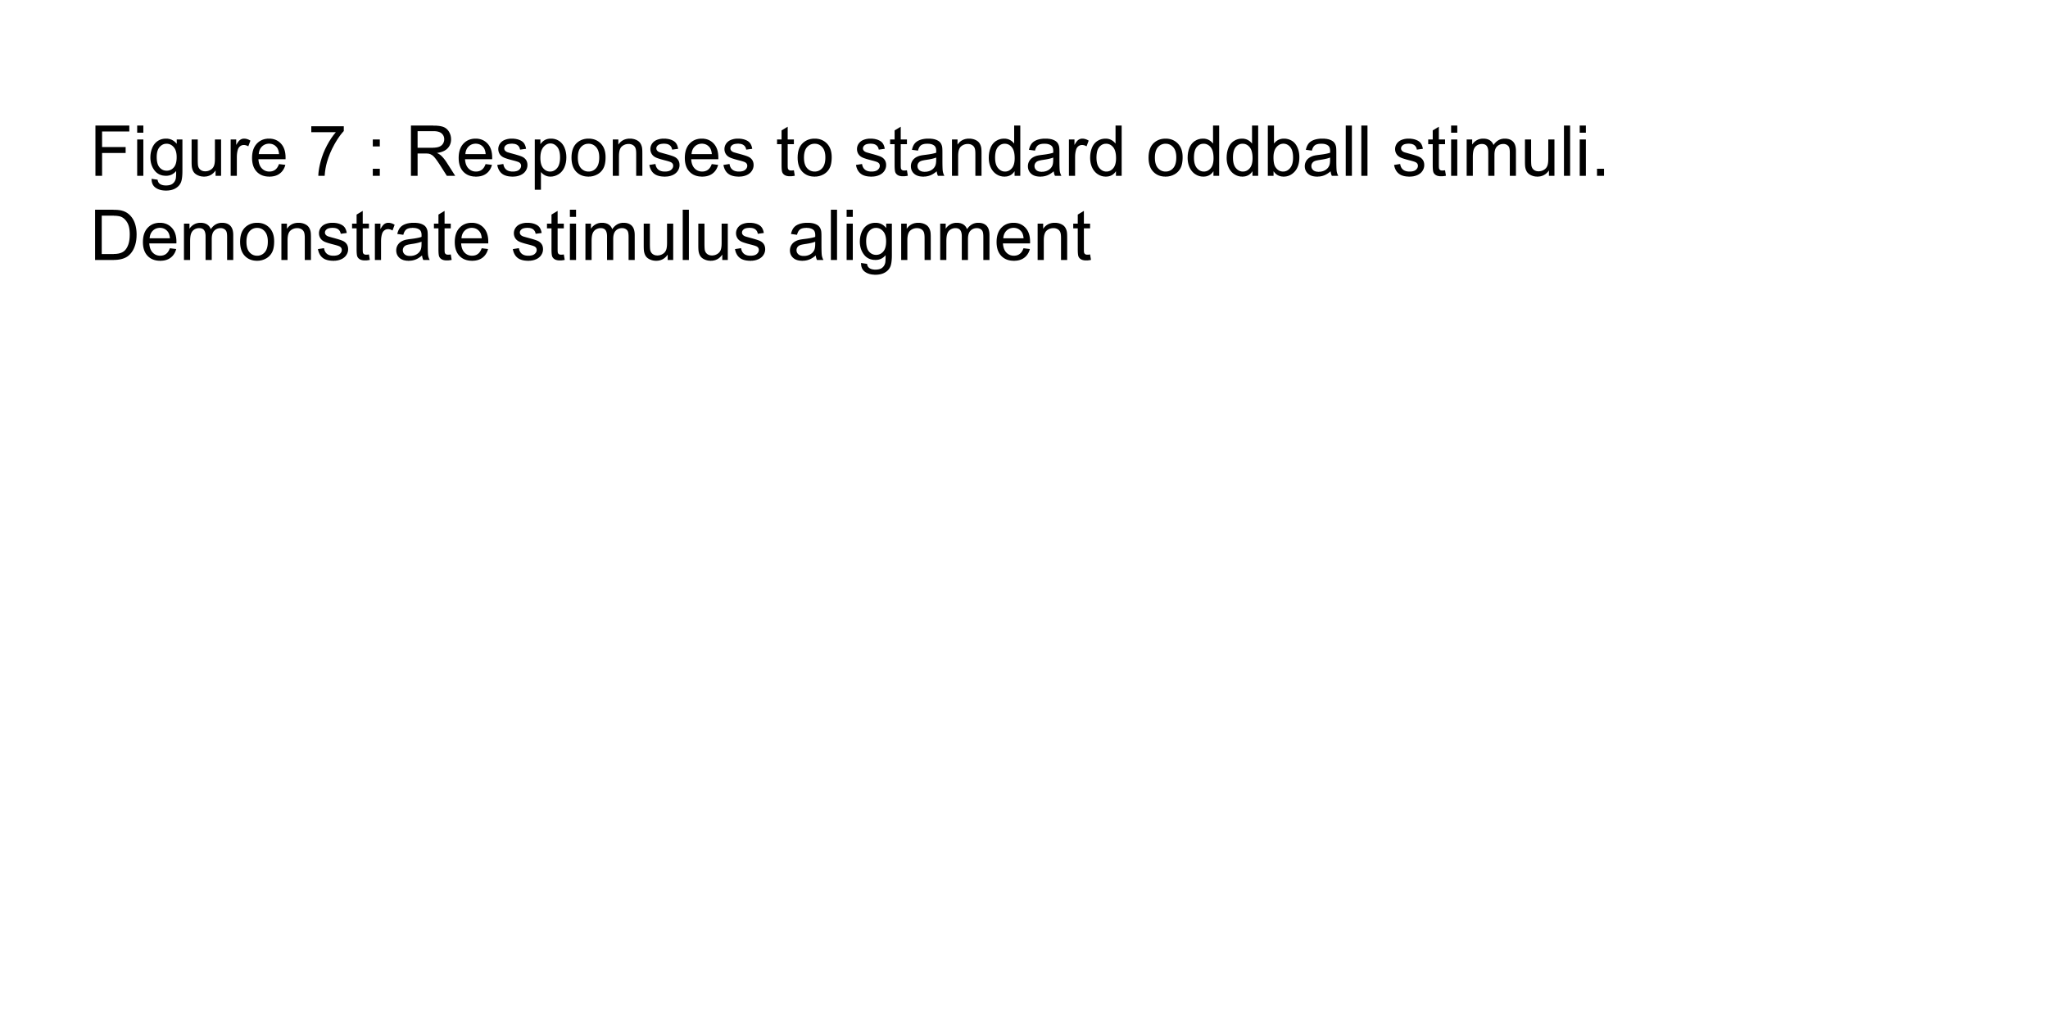 Figure 7 : Responses to standard oddball stimuli.
Demonstrate stimulus alignment